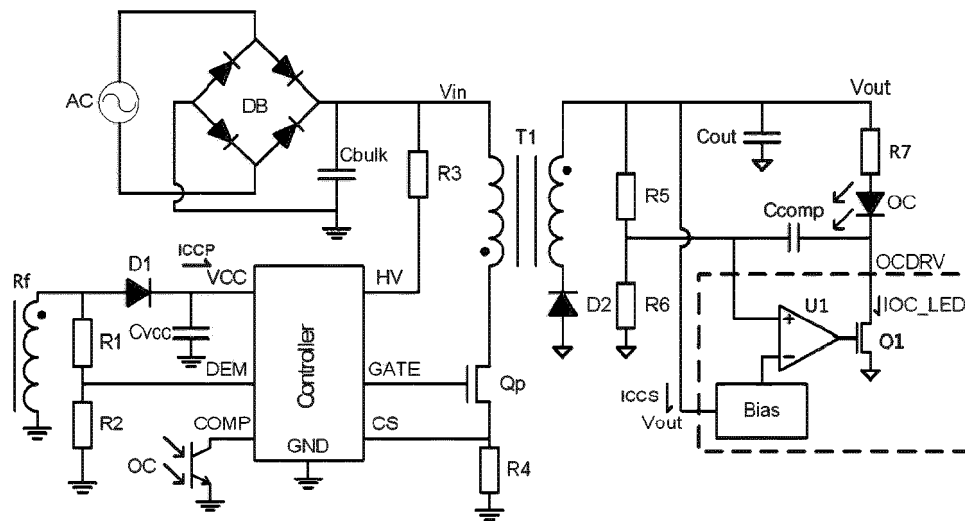 AC
DB
Vin
Cbulk
R3
T1
Vout
Cout
R7
R5
Ccomp
OC
OCDRV
Rf
D1
ICCP
VCC
HV
Cvcc
R1
DEM
R2
COMP
OC
Controller
GND
GATE
CS
Qp
R4
D2
R6
U1
+
−
IOC_LED
O1
ICCS
Vout
Bias